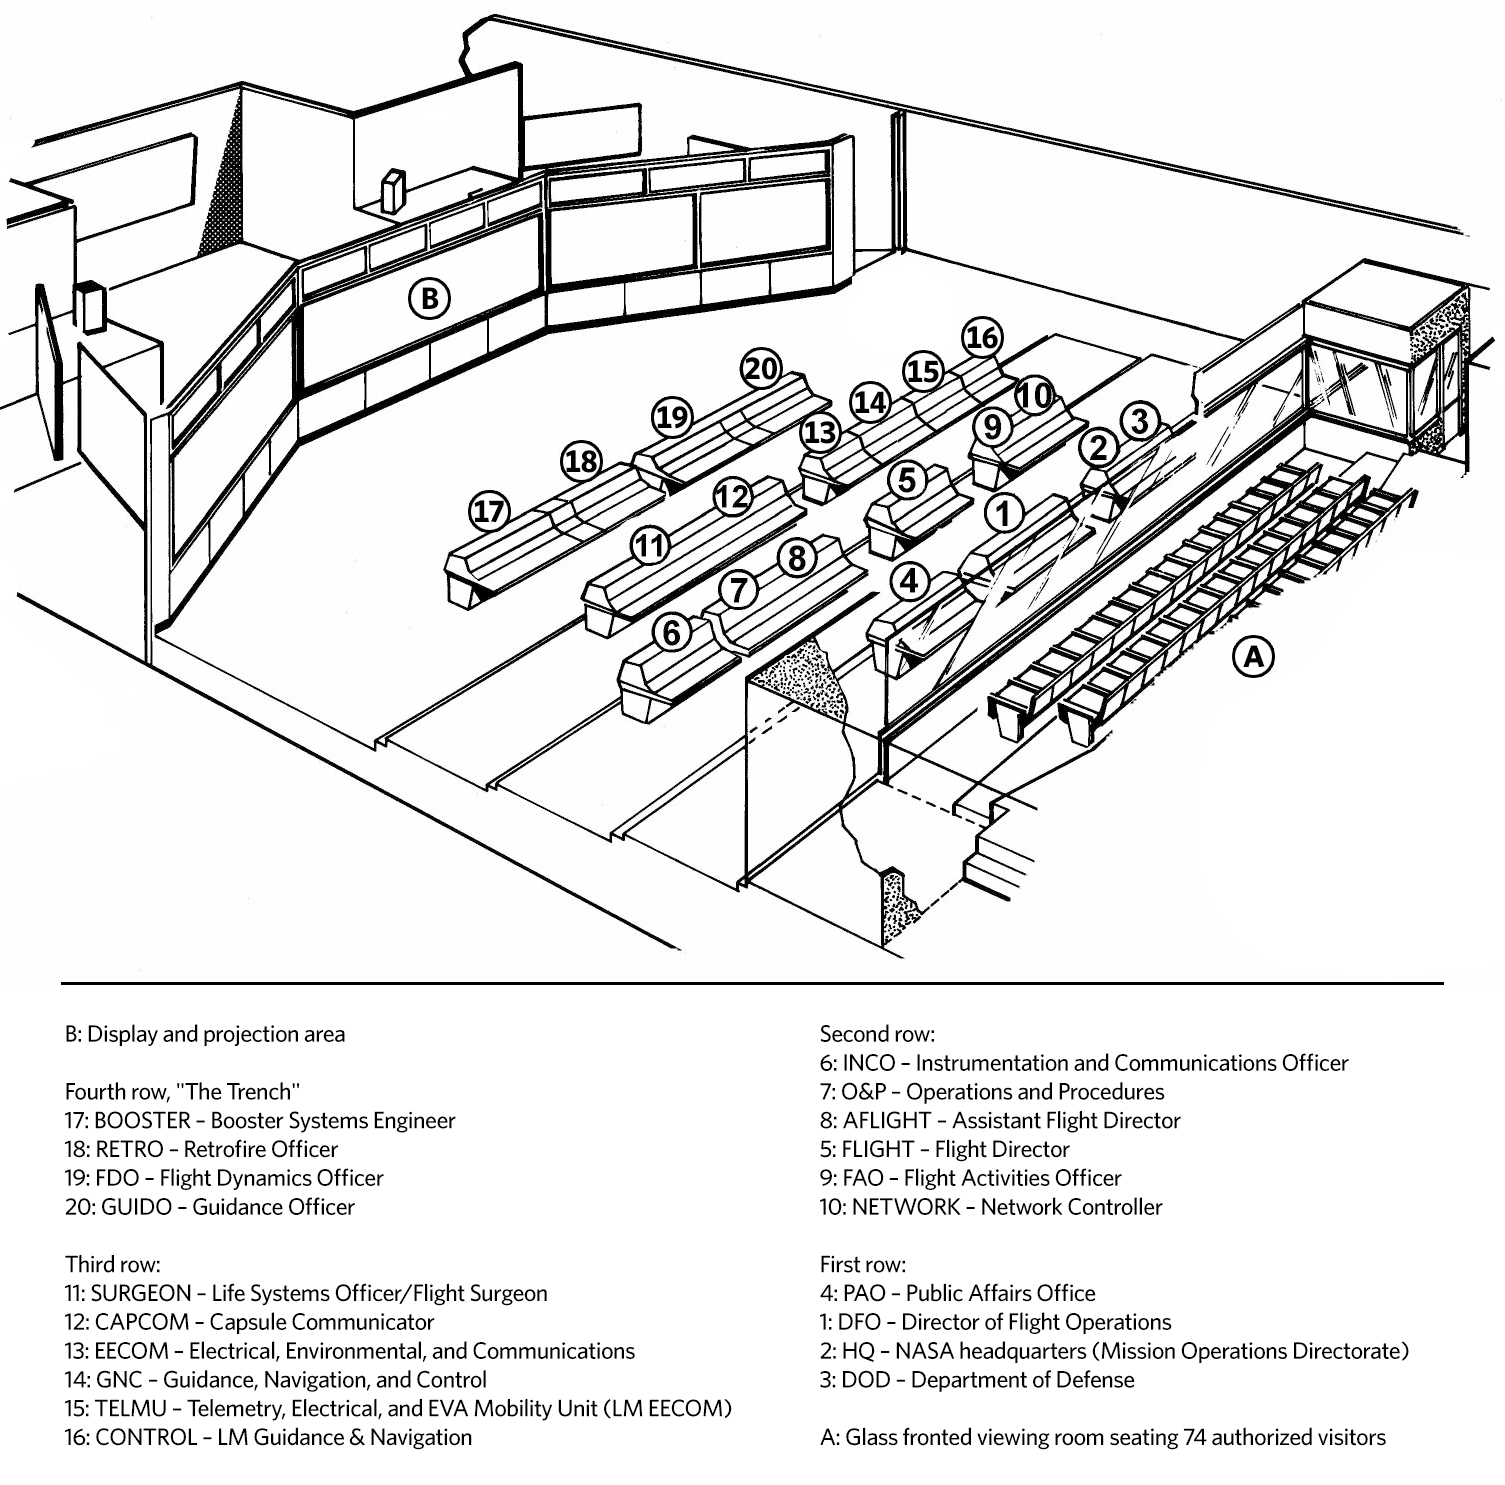 16
20
15
10
14
3
19
13
9
2
18
5
12
17
1
11
8
7
4
6
B
A
B: Display and projection area
Fourth row, "The Trench"
17: BOOSTER – Booster Systems Engineer
18: RETRO – Retrofire Officer
19: FDO – Flight Dynamics Officer
20: GUIDO – Guidance Officer
Third row:
11: SURGEON – Life Systems Officer/Flight Surgeon
12: CAPCOM – Capsule Communicator
13: EECOM – Electrical, Environmental, and Communications
14: GNC – Guidance, Navigation, and Control
15: TELMU – Telemetry, Electrical, and EVA Mobility Unit (LM EECOM)
16: CONTROL – LM Guidance & Navigation
Second row:
6: INCO – Instrumentation and Communications Officer
7: O&P – Operations and Procedures
8: AFLIGHT – Assistant Flight Director
5: FLIGHT – Flight Director
9: FAO – Flight Activities Officer
10: NETWORK – Network Controller
First row:
4: PAO – Public Affairs Office
1: DFO – Director of Flight Operations
2: HQ – NASA headquarters (Mission Operations Directorate)
3: DOD – Department of Defense
A: Glass fronted viewing room seating 74 authorized visitors